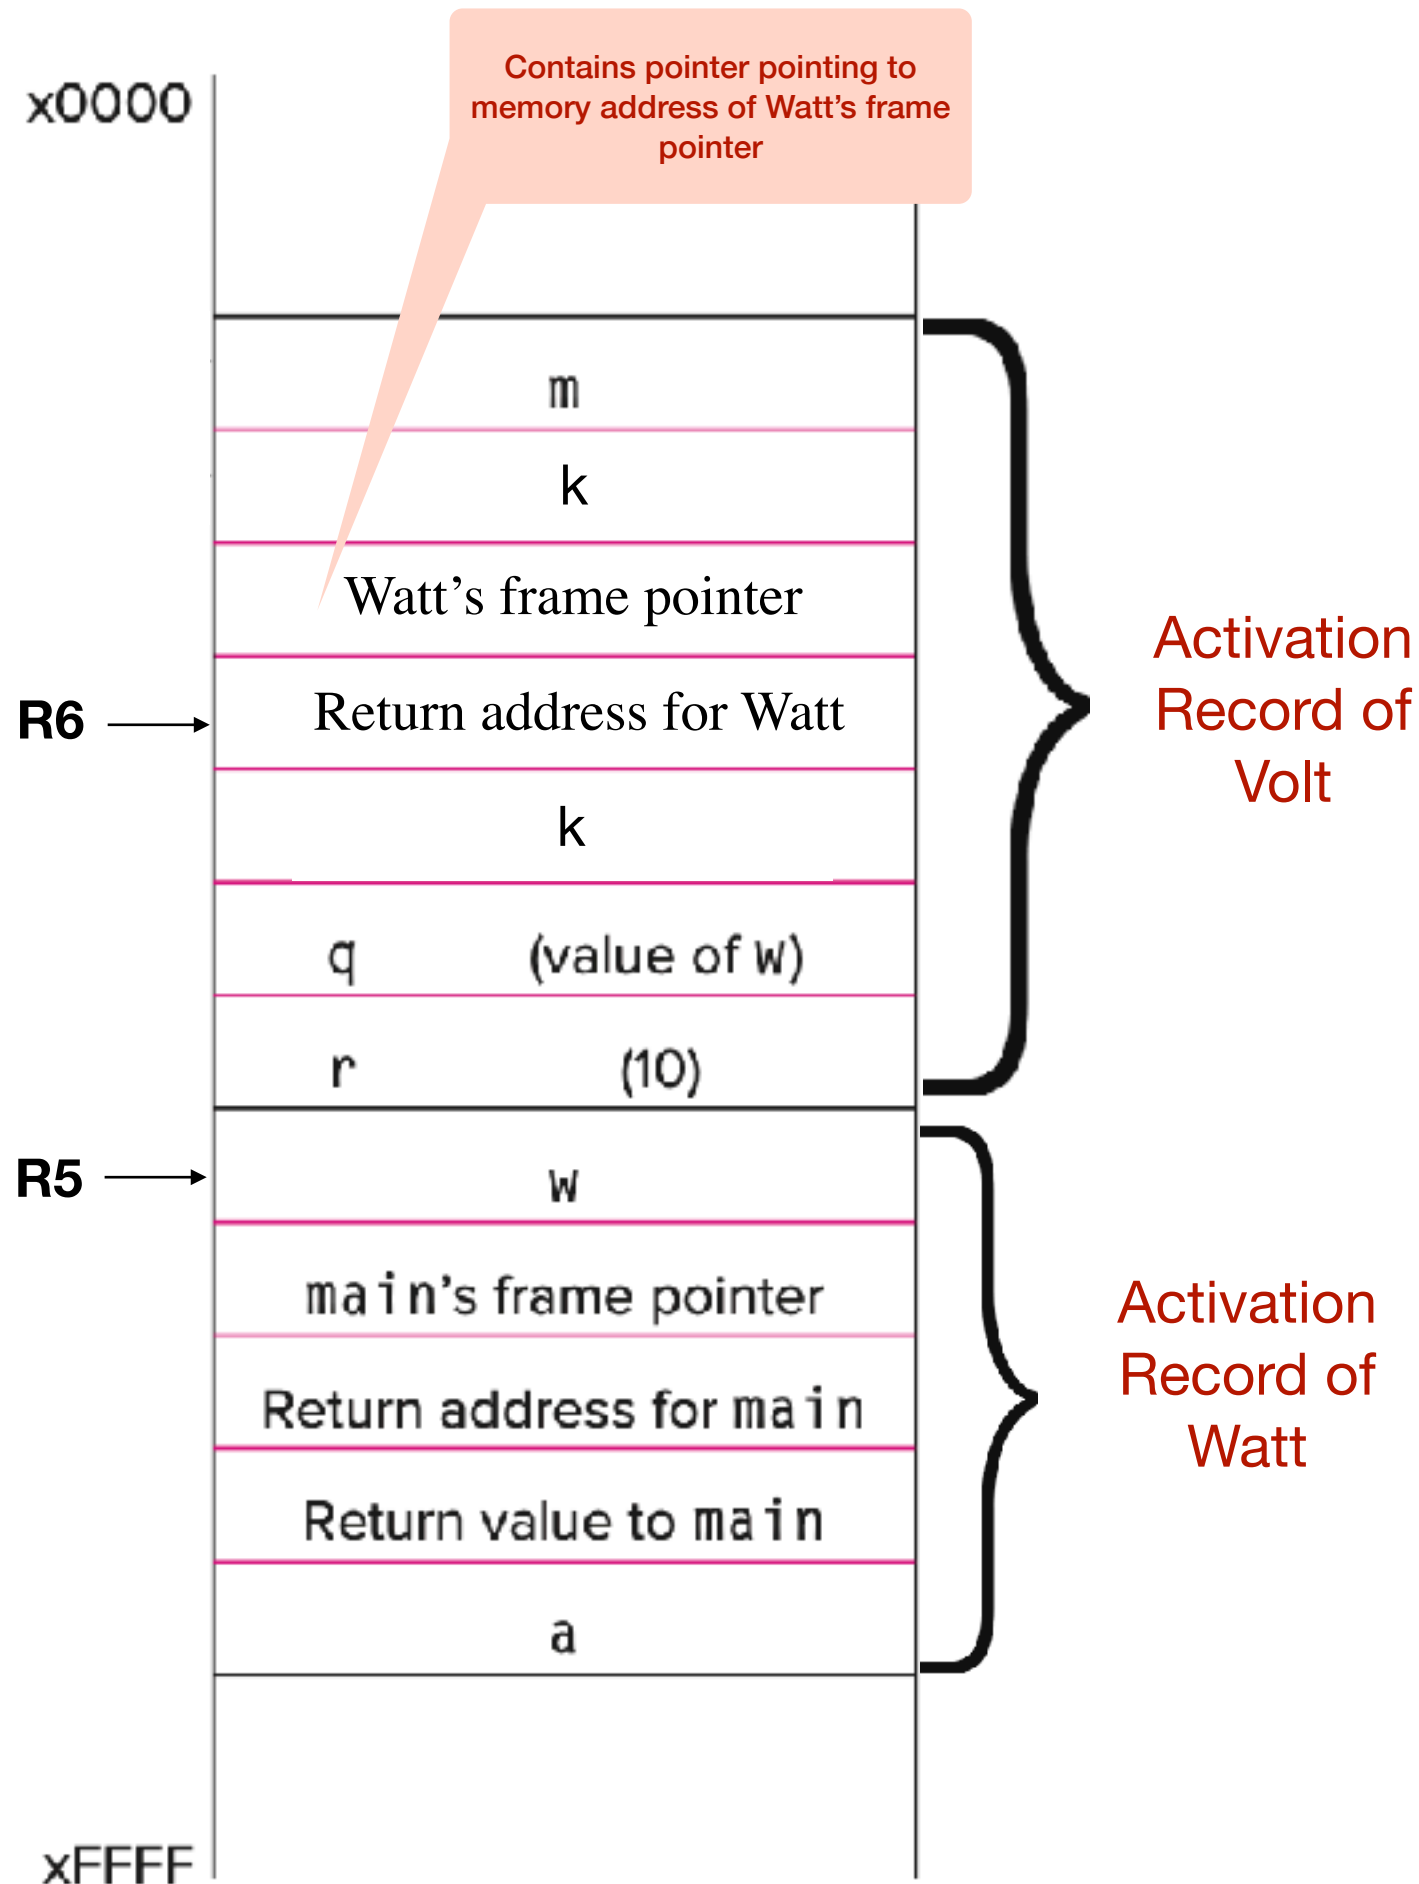 Contains pointer pointing to
memory address of Watt’s frame
pointer
x0000
m
k
Watt’s frame pointer
R6
Return address for Watt
k
q (value of w)
r (10)
Activation
Record of
Volt
R5
w
main’s frame pointer
Return address for main
Return value to main
a
Activation
Record of
Watt
xFFFF